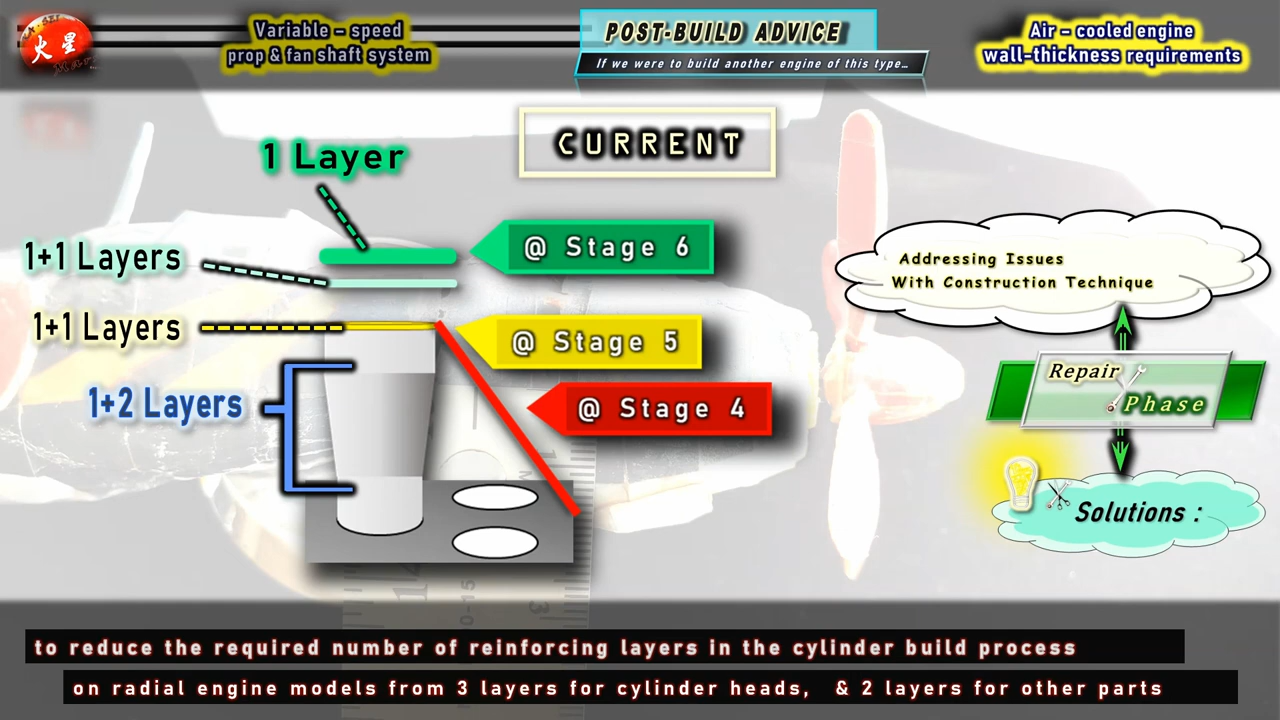 火星
Variable - speed
prop & fan shaft system
POST-BUILD ADVICE
If we were to build another engine of this type...
Air - cooled engine
wall-thickness requirements
CURRENT
1 Layer
@ Stage 6
1+1 Layers
1+1 Layers
@ Stage 5
1+2 Layers
@ Stage 4
Addressing Issues
With Construction Technique
Repair
Phase
Solutions :
to reduce the required number of reinforcing layers in the cylinder build process
on radial engine models from 3 layers for cylinder heads, & 2 layers for other parts